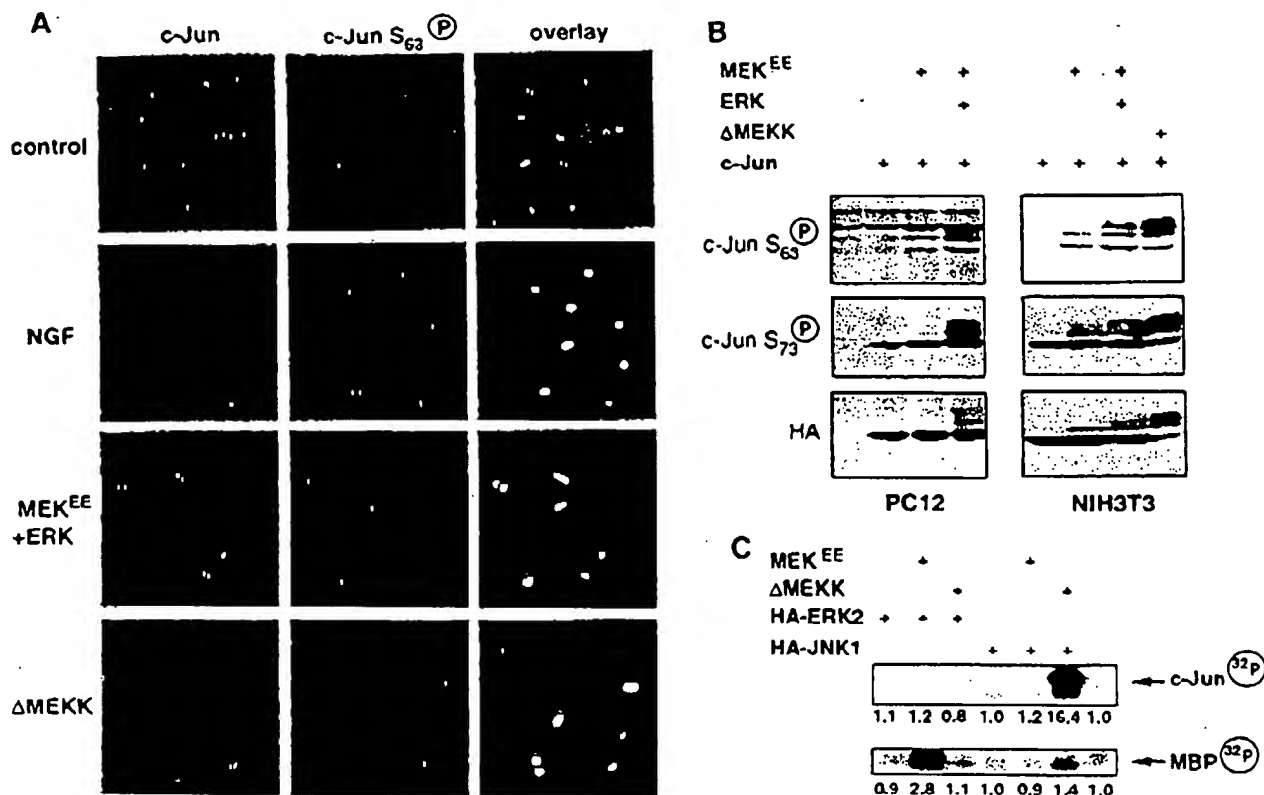 A
c-Jun c-Jun S63 P overlay
control
NGF
MEK EE
+ERK
ΔMEKK
B
MEK EE + + + +
ERK + +
ΔMEKK +
c-Jun + + + + + + +
c-Jun S63 P
c-Jun S73 P
HA
PC12 NIH3T3
C
MEK EE + +
ΔMEKK + +
HA-ERK2 + + +
HA-JNK1 + + +
c-Jun 32P
1.1 1.2 0.8 1.0 1.2 16.4 1.0
MBP 32P
0.9 2.8 1.1 1.0 0.9 1.4 1.0